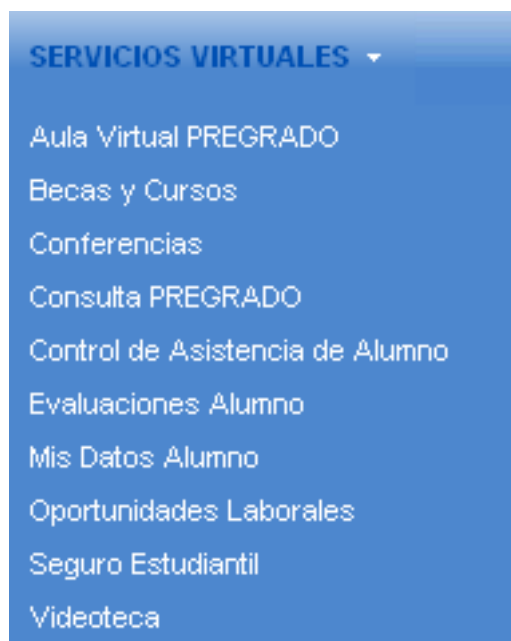 SERVICIOS VIRTUALES
Aula Virtual PREGRADO
Becas y Cursos
Conferencias
Consulta PREGRADO
Control de Asistencia de Alumno
Evaluaciones Alumno
Mis Datos Alumno
Oportunidades Laborales
Seguro Estudiantil
Videoteca